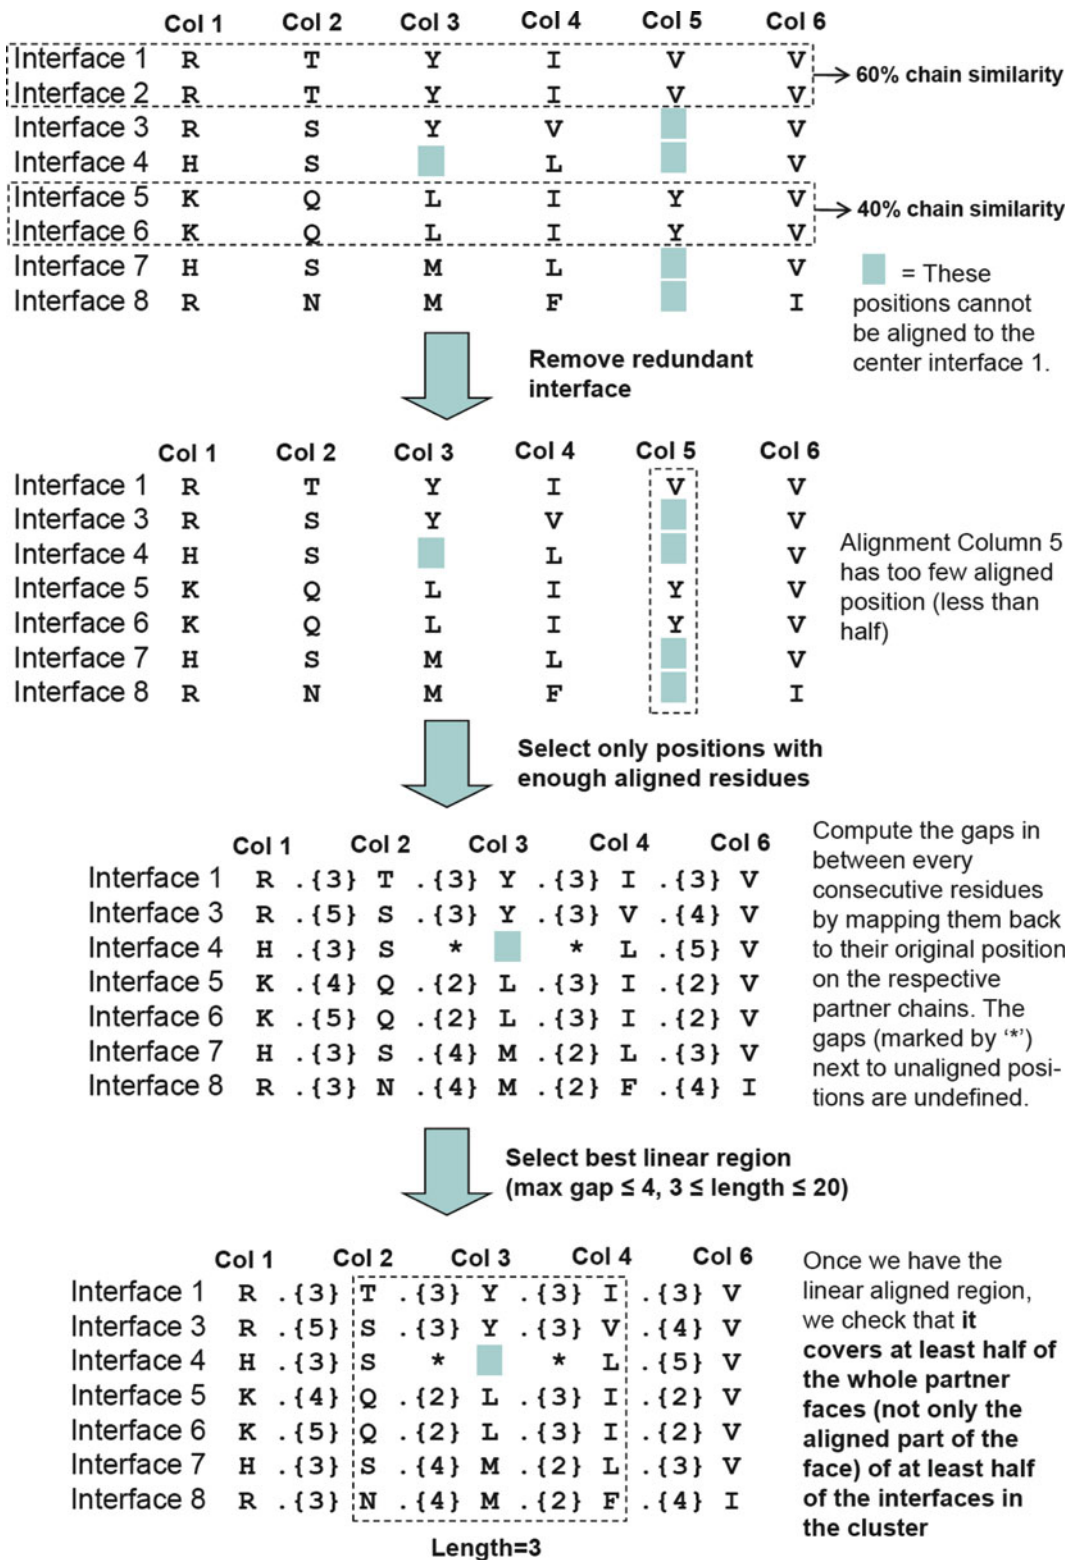 Col 1 Col 2 Col 3 Col 4 Col 5 Col 6
Interface 1 R T Y I V V
Interface 2 R T Y I V V
→ 60% chain similarity
Interface 3 R S Y V V
Interface 4 H S L V
Interface 5 K Q L I Y V
Interface 6 K Q L I Y V
→ 40% chain similarity
Interface 7 H S M L V
Interface 8 R N M F I
= These
positions cannot
be aligned to the
center interface 1.
Remove redundant
interface
Col 1 Col 2 Col 3 Col 4 Col 5 Col 6
Interface 1 R T Y I V V
Interface 3 R S Y V V
Interface 4 H S L V
Interface 5 K Q L I Y V
Interface 6 K Q L I Y V
Interface 7 H S M L V
Interface 8 R N M F I
Alignment Column 5
has too few aligned
position (less than
half)
Select only positions with
enough aligned residues
Col 1 Col 2 Col 3 Col 4 Col 6
Interface 1 R .{3} T .{3} Y .{3} I .{3} V
Interface 3 R .{5} S .{3} Y .{3} V .{4} V
Interface 4 H .{3} S * * L .{5} V
Interface 5 K .{4} Q .{2} L .{3} I .{2} V
Interface 6 K .{5} Q .{2} L .{3} I .{2} V
Interface 7 H .{3} S .{4} M .{2} L .{3} V
Interface 8 R .{3} N .{4} M .{2} F .{4} I
Compute the gaps in
between every
consecutive residues
by mapping them back
to their original position
on the respective
partner chains. The
gaps (marked by '*')
next to unaligned posi-
tions are undefined.
Select best linear region
(max gap ≤ 4, 3 ≤ length ≤ 20)
Col 1 Col 2 Col 3 Col 4 Col 6
Interface 1 R .{3} T .{3} Y .{3} I .{3} V
Interface 3 R .{5} S .{3} Y .{3} V .{4} V
Interface 4 H .{3} S * * L .{5} V
Interface 5 K .{4} Q .{2} L .{3} I .{2} V
Interface 6 K .{5} Q .{2} L .{3} I .{2} V
Interface 7 H .{3} S .{4} M .{2} L .{3} V
Interface 8 R .{3} N .{4} M .{2} F .{4} I
Length=3
Once we have the
linear aligned region,
we check that it
covers at least half of
the whole partner
faces (not only the
aligned part of the
face) of at least half
of the interfaces in
the cluster